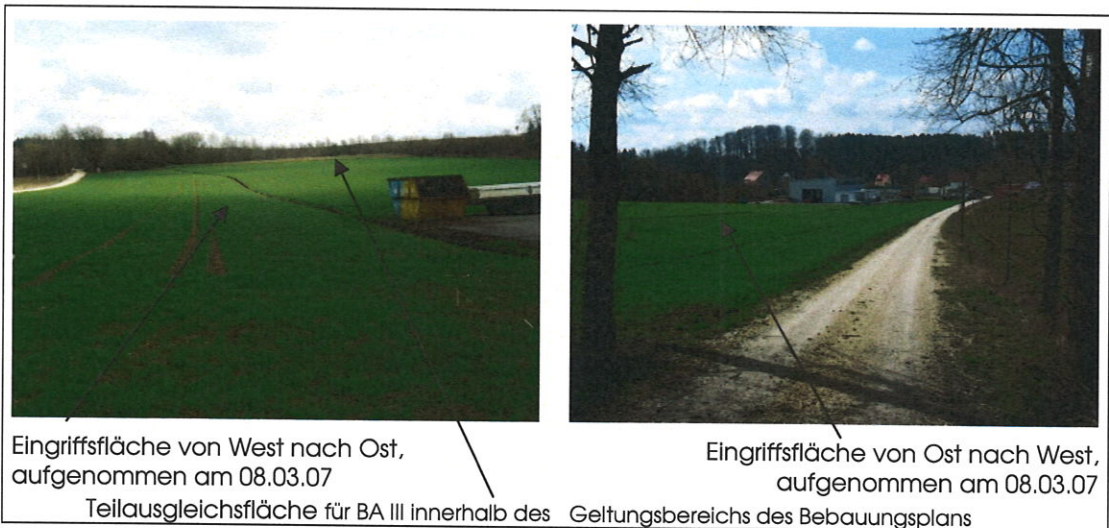 Eingriffsfläche von West nach Ost,
aufgenommen am 08.03.07
Eingriffsfläche von Ost nach West,
aufgenommen am 08.03.07
Teilausgleichsfläche für BA III innerhalb des Geltungsbereichs des Bebauungsplans